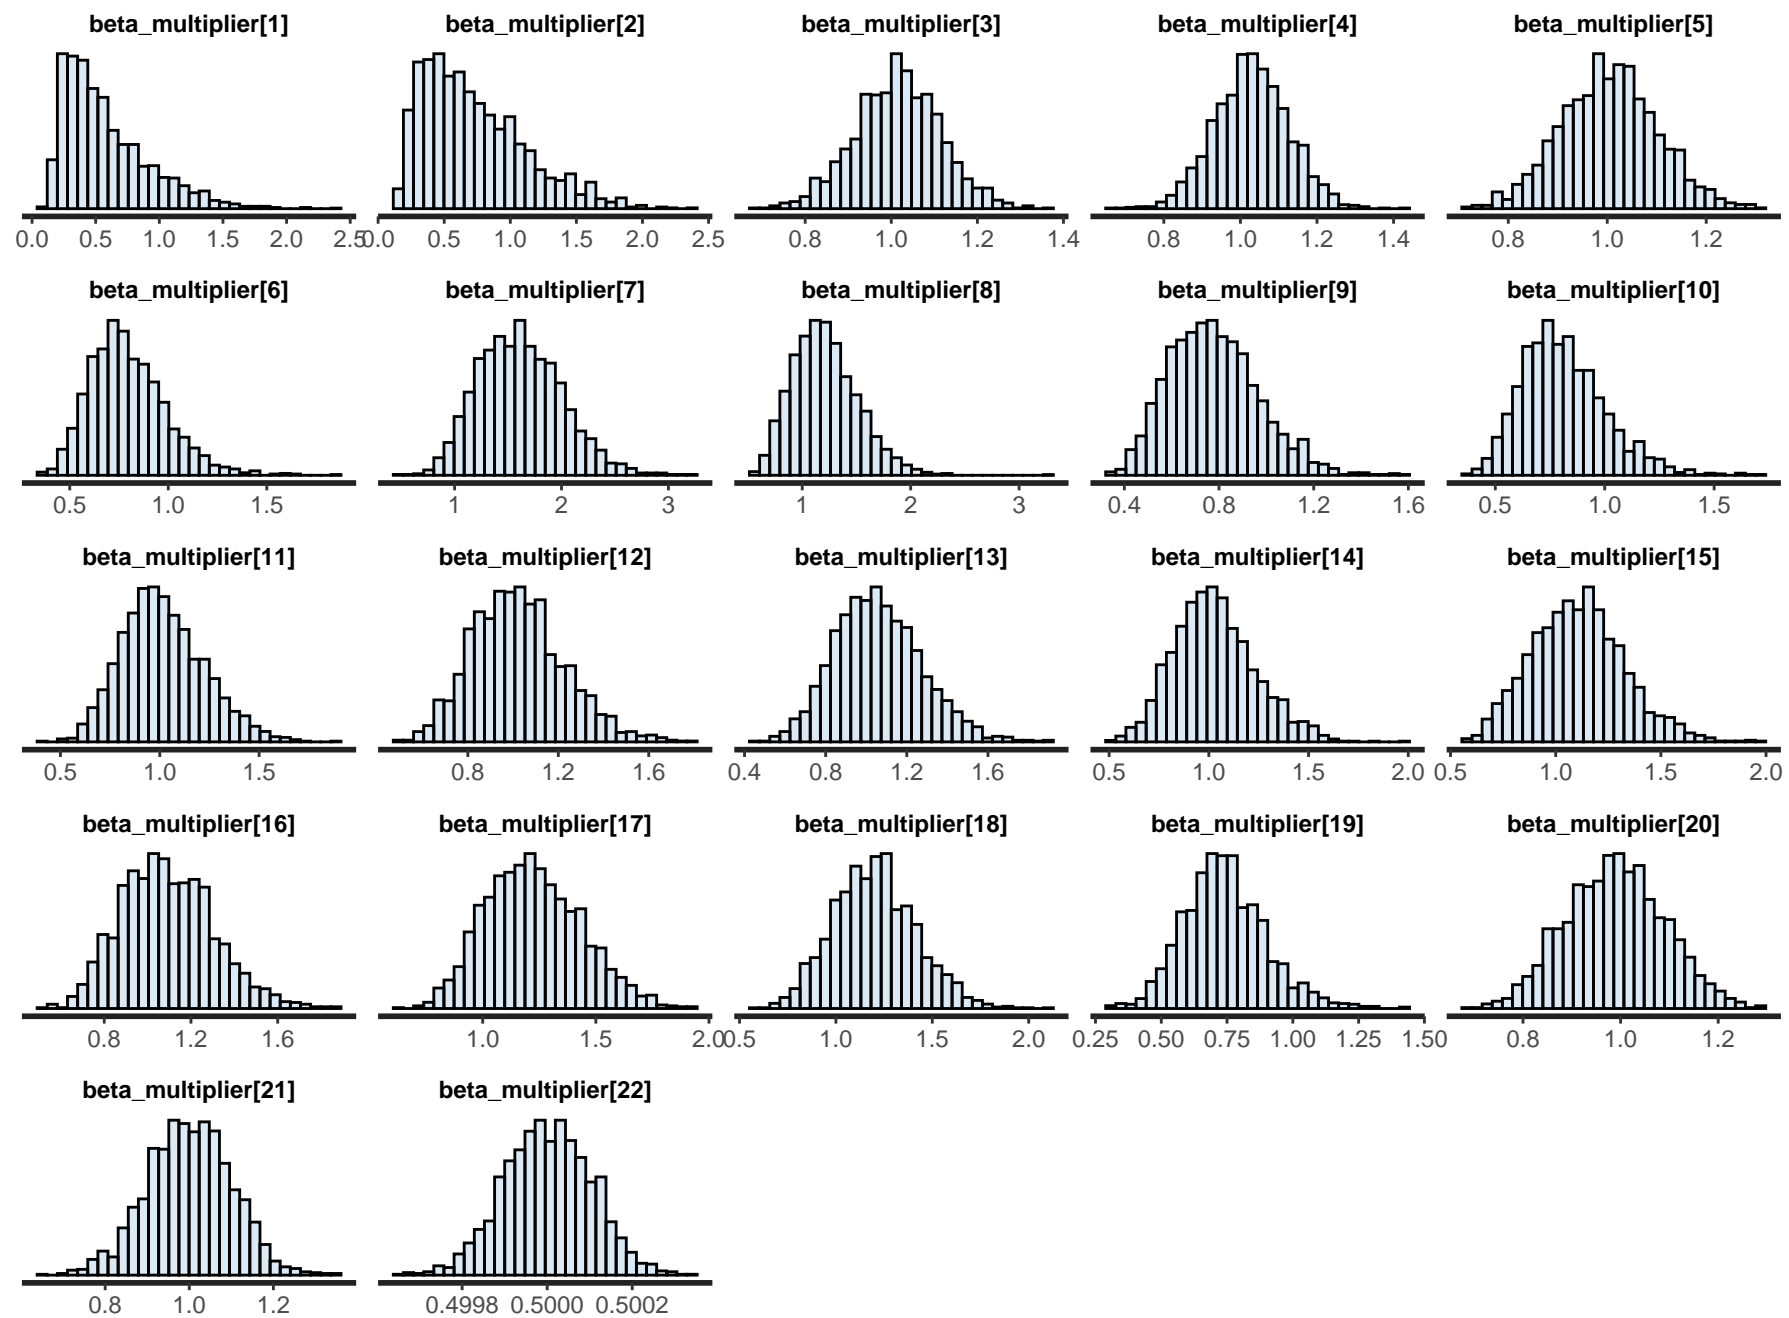 beta_multiplier[1] beta_multiplier[2] beta_multiplier[3] beta_multiplier[4] beta_multiplier[5]
0.0 0.5 1.0 1.5 2.0 2.5 0.0 0.5 1.0 1.5 2.0 2.5 0.8 1.0 1.2 1.4 0.8 1.0 1.2 1.4 0.8 1.0 1.2
beta_multiplier[6] beta_multiplier[7] beta_multiplier[8] beta_multiplier[9] beta_multiplier[10]
0.5 1.0 1.5 1 2 3 1 2 3 0.4 0.8 1.2 1.6 0.5 1.0 1.5
beta_multiplier[11] beta_multiplier[12] beta_multiplier[13] beta_multiplier[14] beta_multiplier[15]
0.5 1.0 1.5 0.8 1.2 1.6 0.4 0.8 1.2 1.6 0.5 1.0 1.5 2.0 0.5 1.0 1.5 2.0
beta_multiplier[16] beta_multiplier[17] beta_multiplier[18] beta_multiplier[19] beta_multiplier[20]
0.8 1.2 1.6 1.0 1.5 2.0 0.5 1.0 1.5 2.0 0.25 0.50 0.75 1.00 1.25 1.50 0.8 1.0 1.2
beta_multiplier[21] beta_multiplier[22]
0.8 1.0 1.2 0.4998 0.5000 0.5002